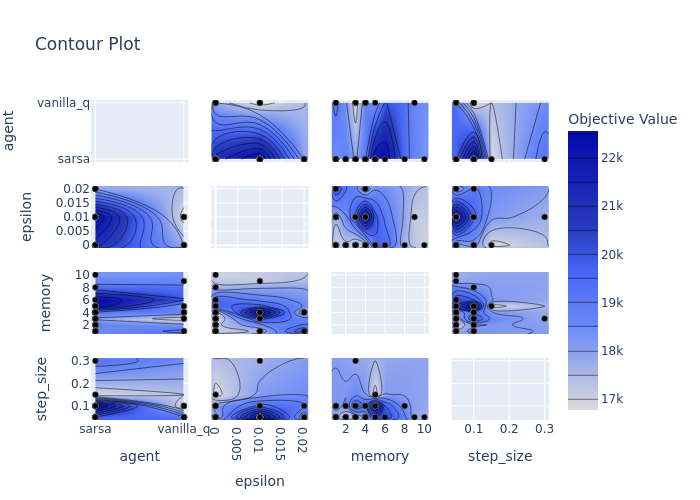 Contour Plot
vanilla_q
sarsa
agent
Objective Value
22k
21k
20k
19k
18k
17k
0.02
0.015
0.01
0.005
0
epsilon
10
8
6
4
2
memory
0.3
0.2
0.1
step_size
sarsa vanilla_q
agent
0 0.005 0.01 0.015 0.02
epsilon
2 4 6 8 10
memory
0.1 0.2 0.3
step_size